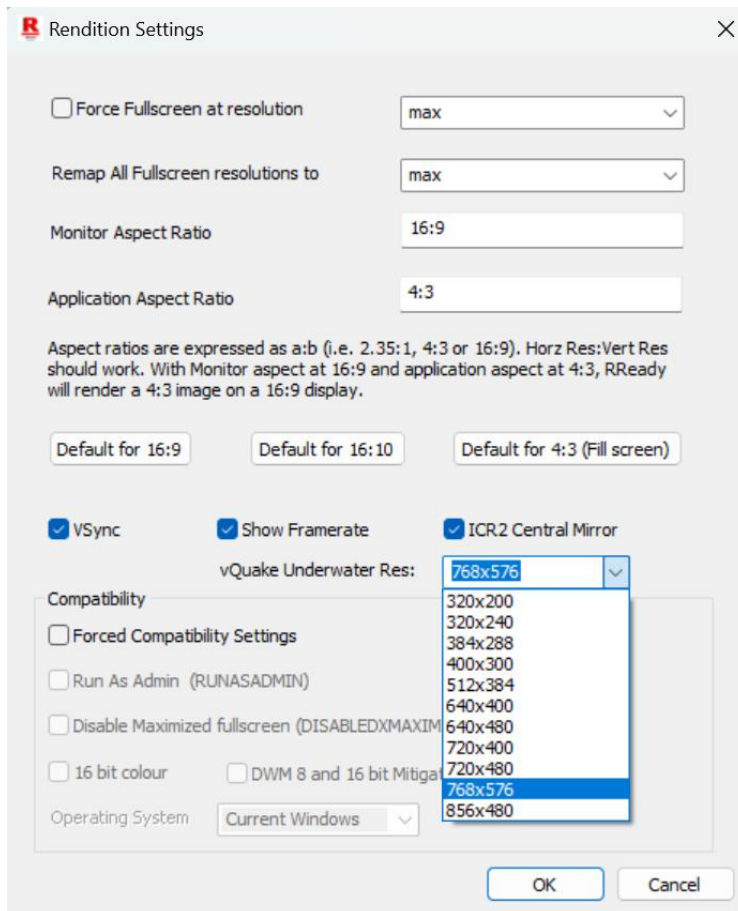 R Rendition Settings
Force Fullscreen at resolution max
Remap All Fullscreen resolutions to max
Monitor Aspect Ratio 16:9
Application Aspect Ratio 4:3
Aspect ratios are expressed as a:b (i.e. 2.35:1, 4:3 or 16:9). Horz Res:Vert Res
should work. With Monitor aspect at 16:9 and application aspect at 4:3, RReady
will render a 4:3 image on a 16:9 display.
Default for 16:9 Default for 16:10 Default for 4:3 (Fill screen)
VSync Show Framerate ICR2 Central Mirror
vQuake Underwater Res: 768x576
Compatibility
320x200
320x240
Forced Compatibility Settings
384x288
400x300
Run As Admin (RUNASADMIN)
512x384
640x400
Disable Maximized fullscreen (DISABLEDXMAXIM
640x480
720x400
16 bit colour DWM 8 and 16 bit Mitigat
720x480
768x576
Operating System Current Windows
856x480
OK Cancel